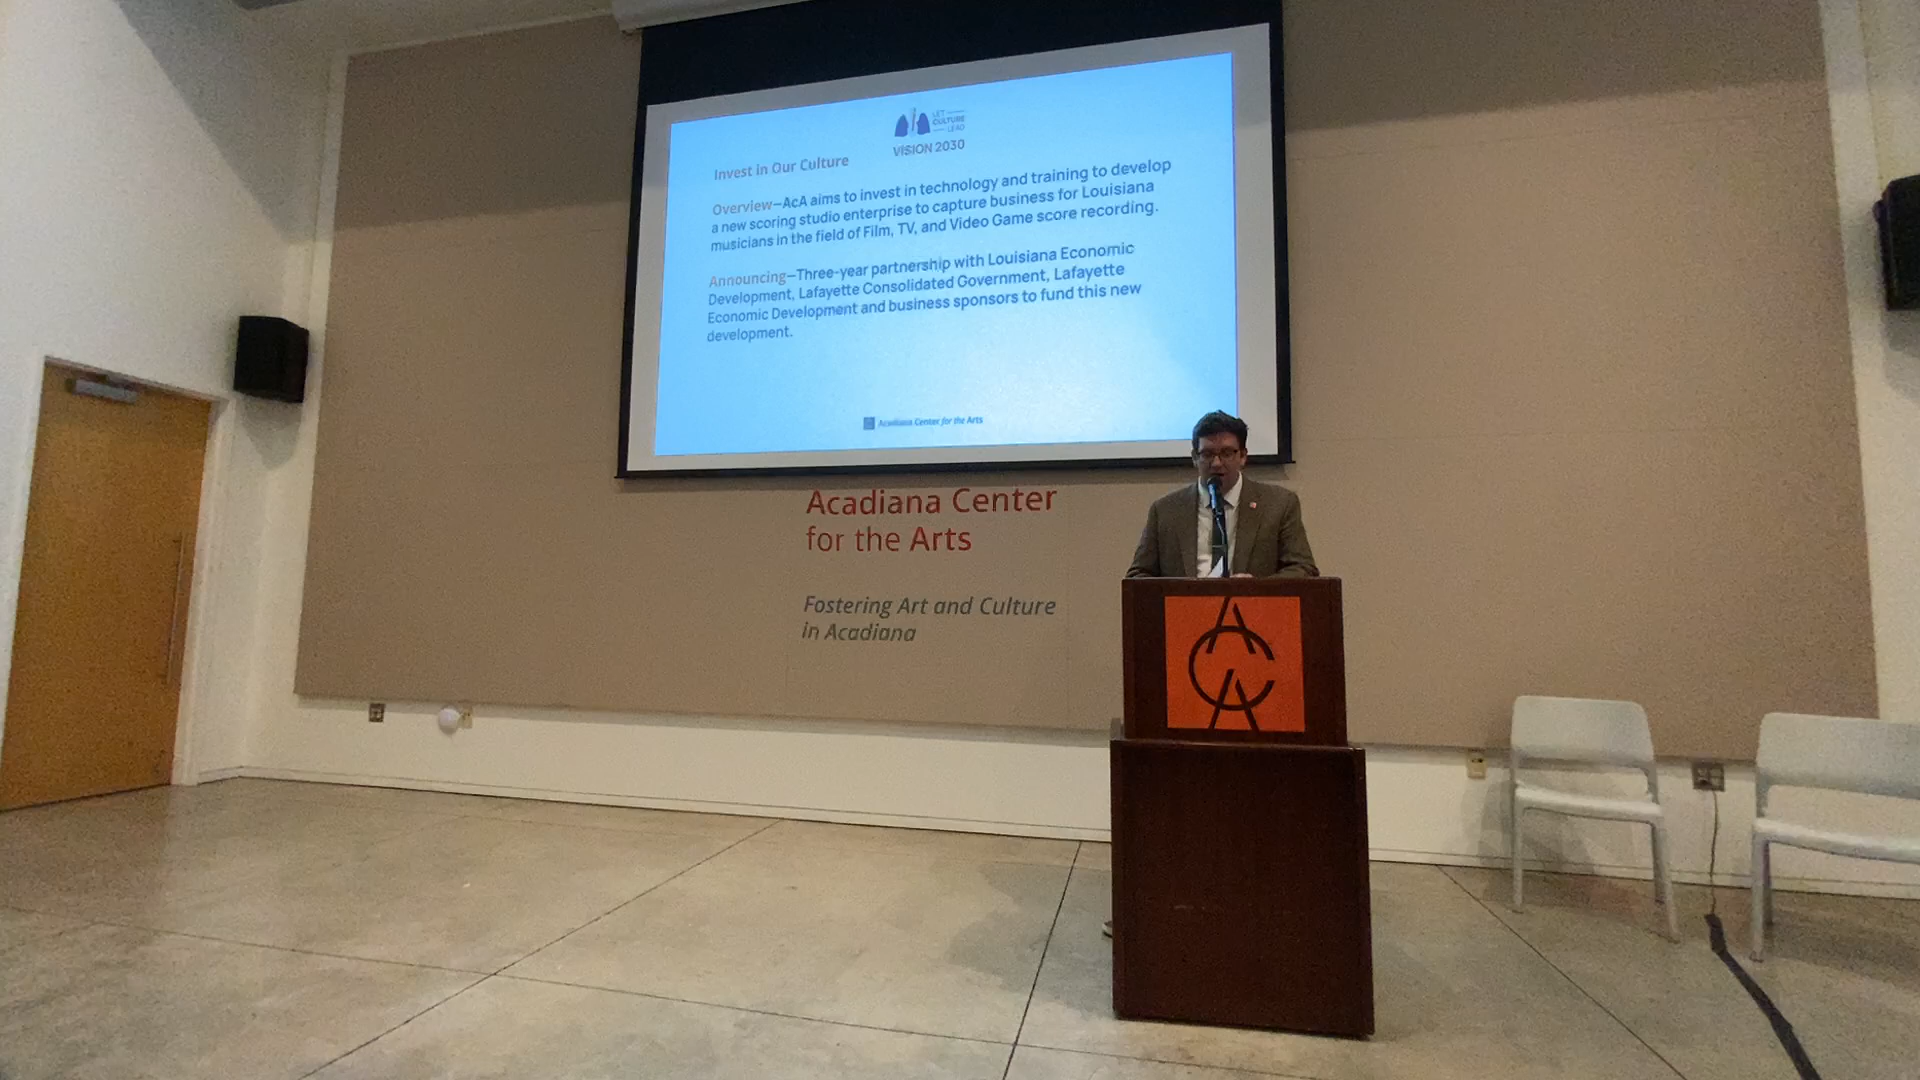 LET
CULTURE
LEAD
VISION 2030
Invest in Our Culture
Overview—AcA aims to invest in technology and training to develop
a new scoring studio enterprise to capture business for Louisiana
musicians in the field of Film, TV, and Video Game score recording.
Announcing—Three-year partnership with Louisiana Economic
Development, Lafayette Consolidated Government, Lafayette
Economic Development and business sponsors to fund this new
development.
Acadiana Center for the Arts
Acadiana Center
for the Arts
Fostering Art and Culture
in Acadiana
A
C
A